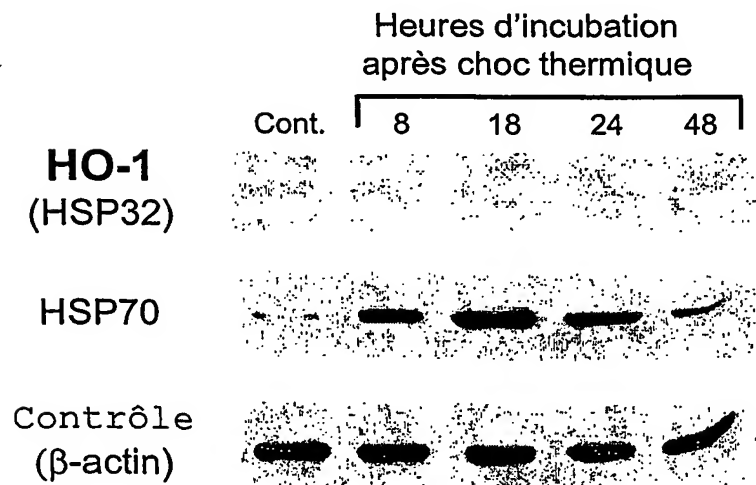 Heures d'incubation
après choc thermique
Cont. 8 18 24 48
HO-1
(HSP32)
HSP70
Contrôle
(β-actin)